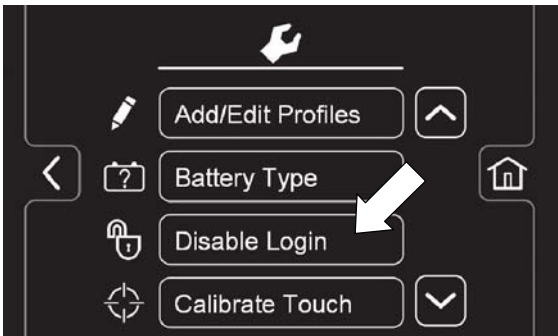 Add/Edit Profiles
Battery Type
Disable Login
Calibrate Touch